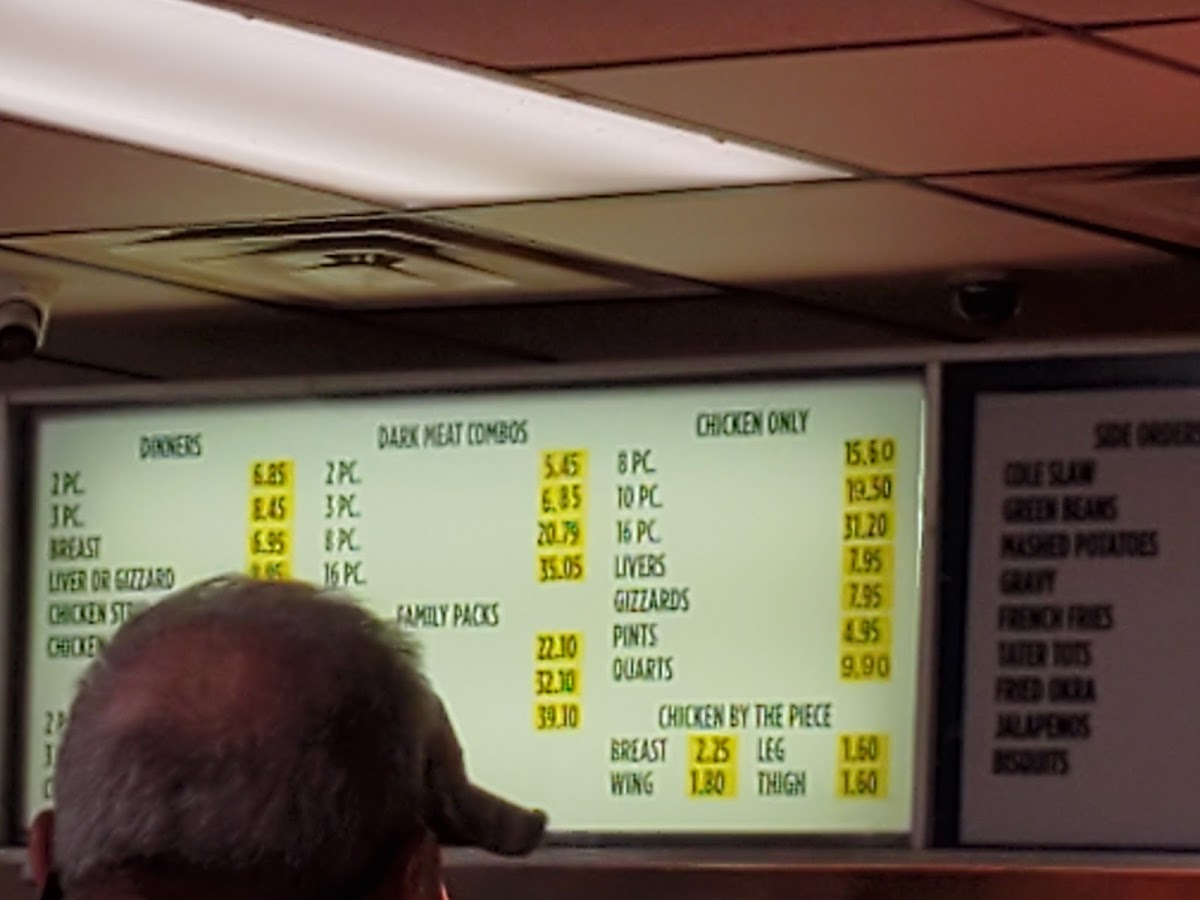 DINNERS
2 PC. 6.85
3 PC. 8.45
BREAST 6.95
LIVER OR GIZZARD
CHICKEN
CHICKEN
DARK MEAT COMBOS
2 PC. 5.45
3 PC. 6.85
8 PC. 20.79
16 PC. 35.05
FAMILY PACKS
22.10
32.10
39.10
CHICKEN ONLY
8 PC. 15.60
10 PC. 19.50
16 PC. 31.20
LIVERS 7.95
GIZZARDS 7.95
PINTS 4.95
QUARTS 9.90
CHICKEN BY THE PIECE
BREAST 2.25 LEG 1.60
WING 1.80 THIGH 1.60
SIDE ORDERS
COLE SLAW
GREEN BEANS
MASHED POTATOES
GRAVY
FRENCH FRIES
TATER TOTS
FRIED OKRA
JALAPENOS
BISQUITS